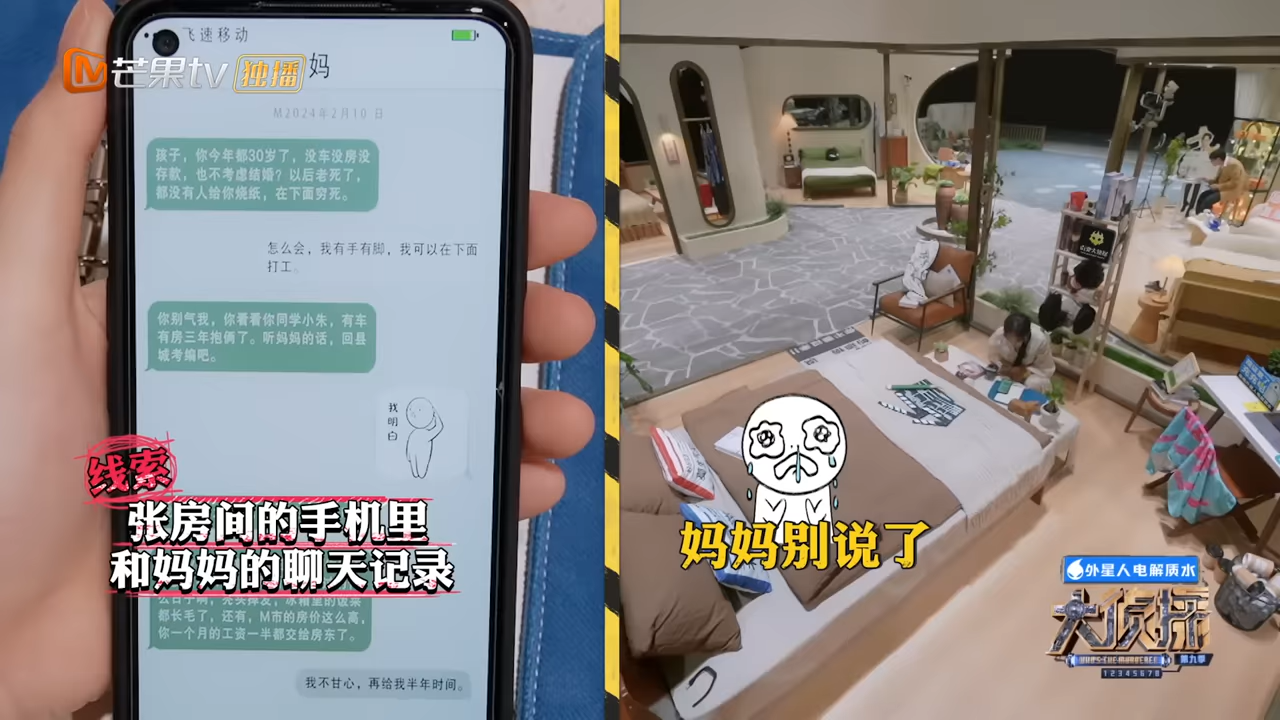 芒果tv 独播
飞速移动
妈
M2024年2月10日
孩子，你今年都30岁了，没车没房没
存款，也不考虑结婚？以后老死了，
都没有人给你烧纸，在下面穷死。
怎么会，我有手有脚，我可以在下面
打工。
你别气我，你看看你同学小朱，有车
有房三年抱俩了。听妈妈的话，回县
城考编吧。
我明白
线索
张房间的手机里
和妈妈的聊天记录
都长毛了，还有，M市的房价这么高，
你一个月的工资一半都交给房东了。
我不甘心，再给我半年时间。
妈妈别说了
外星人电解质水
大侦探
第九季
12345678